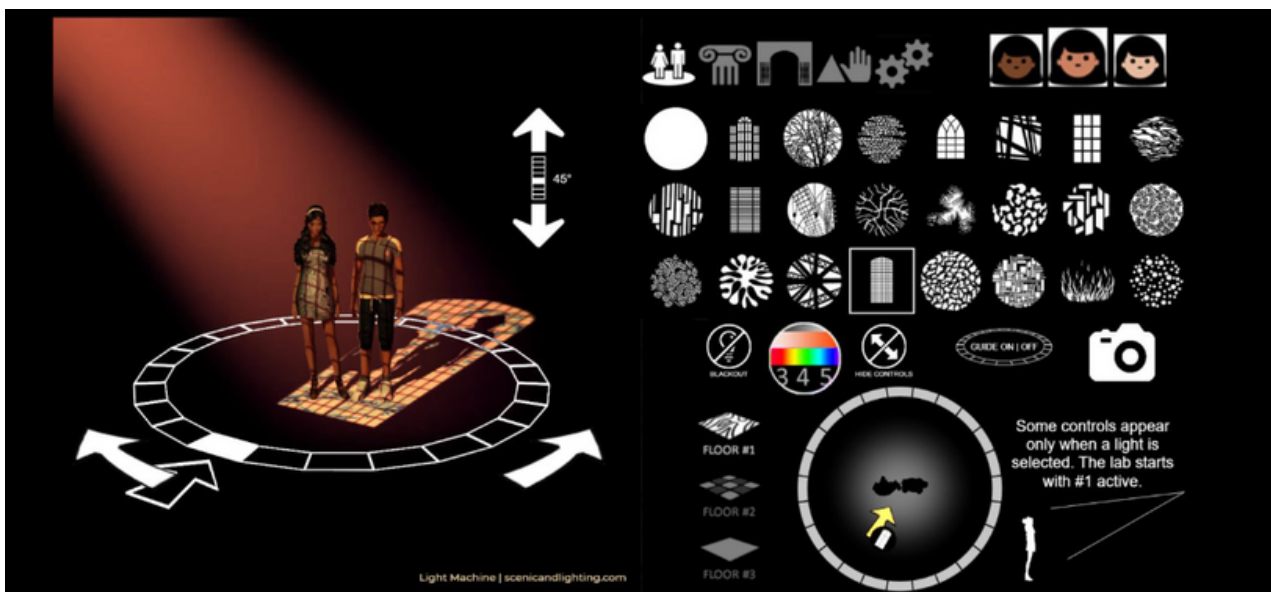 45°
BLACKOUT
3 4 5
HIDE CONTROLS
GUIDE ON | OFF
FLOOR #1
FLOOR #2
FLOOR #3
Some controls appear
only when a light is
selected. The lab starts
with #1 active.
Light Machine | scenicandlighting.com